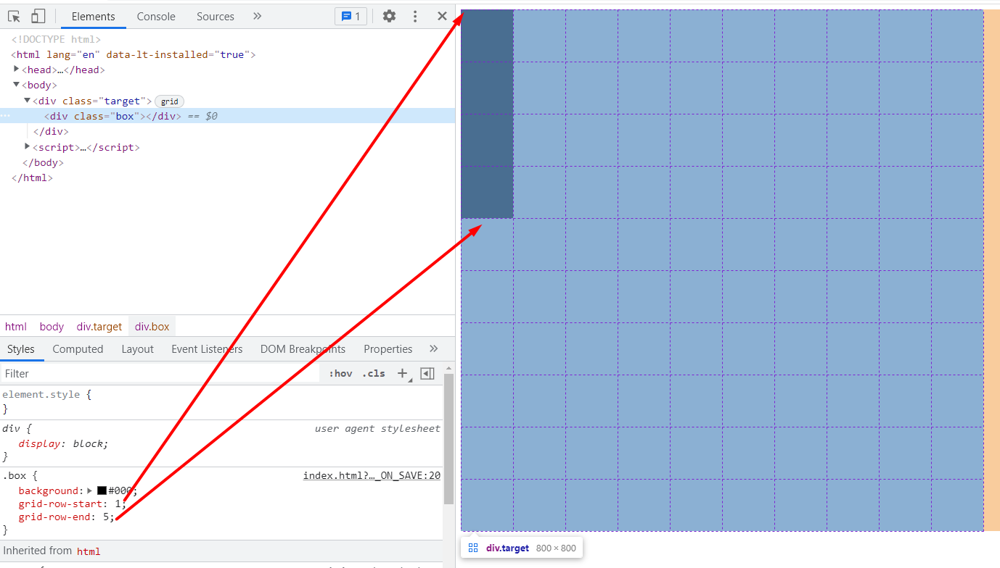 Elements Console Sources » 1
<!DOCTYPE html>
<html lang="en" data-lt-installed="true">
<head>…</head>
<body>
<div class="target"> grid
<div class="box"></div> == $0
</div>
<script>…</script>
</body>
</html>
html body div.target div.box
Styles Computed Layout Event Listeners DOM Breakpoints Properties »
Filter :hov .cls +
element.style {
}
div { user agent stylesheet
display: block;
}
.box { index.html?…_ON_SAVE:20
background: #000;
grid-row-start: 1;
grid-row-end: 5;
}
Inherited from html
div.target 800 × 800